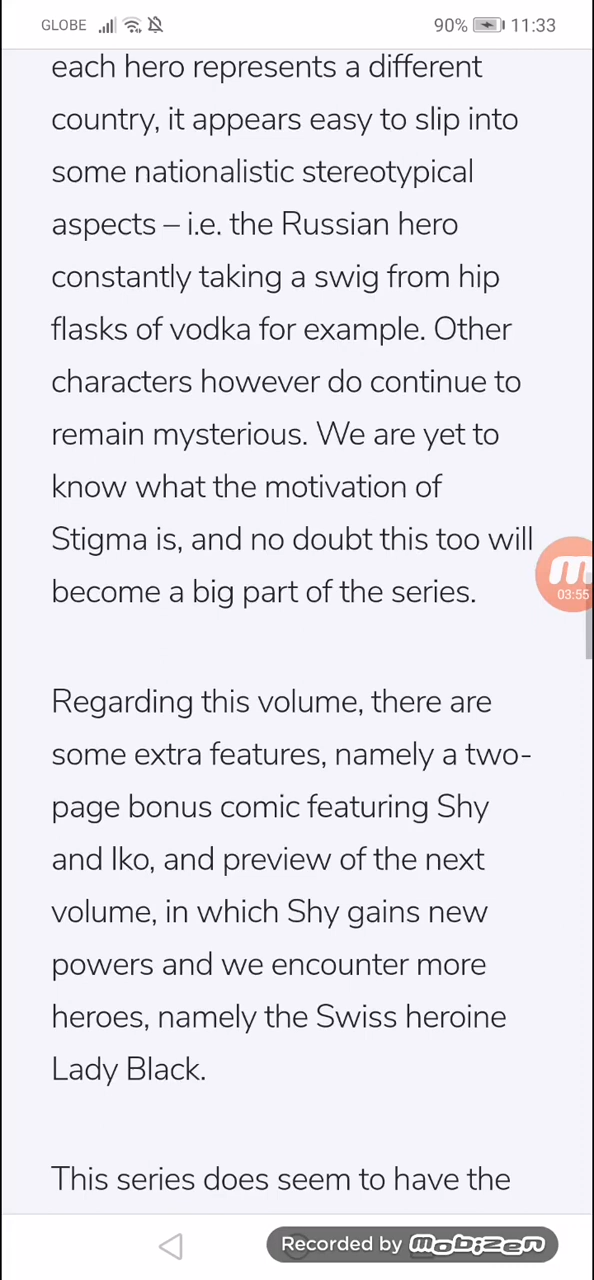 GLOBE 90% 11:33
each hero represents a different
country, it appears easy to slip into
some nationalistic stereotypical
aspects – i.e. the Russian hero
constantly taking a swig from hip
flasks of vodka for example. Other
characters however do continue to
remain mysterious. We are yet to
know what the motivation of
Stigma is, and no doubt this too will
become a big part of the series.
03:55
Regarding this volume, there are
some extra features, namely a two-
page bonus comic featuring Shy
and Iko, and preview of the next
volume, in which Shy gains new
powers and we encounter more
heroes, namely the Swiss heroine
Lady Black.
This series does seem to have the
Recorded by mobizen